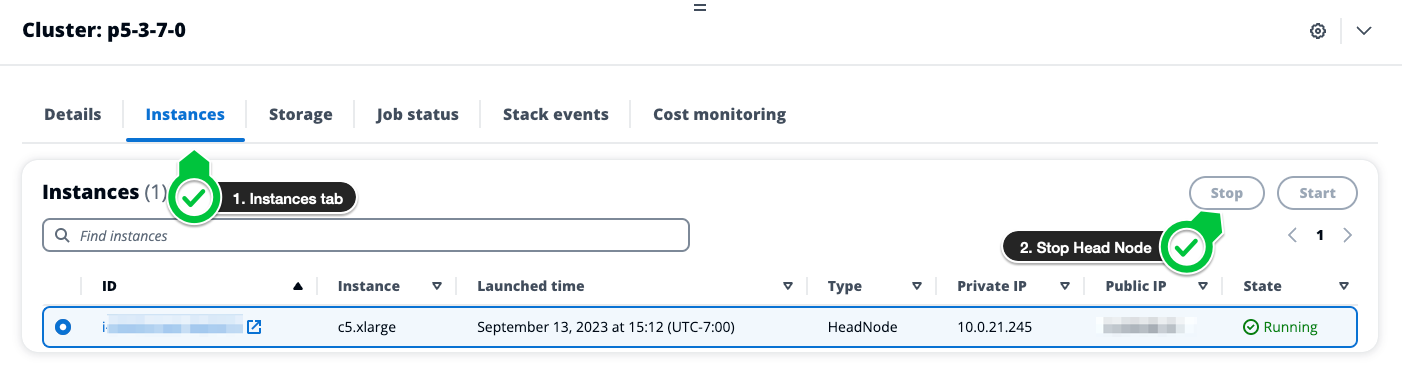 Cluster: p5-3-7-0
Details Instances Storage Job status Stack events Cost monitoring
Instances (1)
1. Instances tab
Stop Start
Find instances
2. Stop Head Node
1
ID Instance Launched time Type Private IP Public IP State
i- c5.xlarge September 13, 2023 at 15:12 (UTC-7:00) HeadNode 10.0.21.245 Running